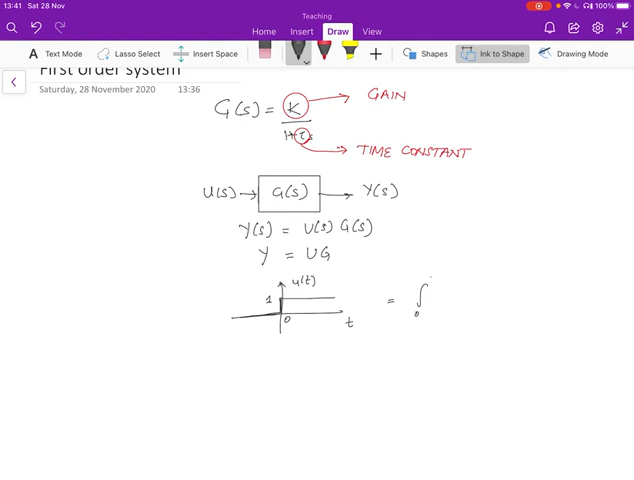 13:41 Sat 28 Nov
100%
Teaching
Home Insert Draw View
Text Mode Lasso Select Insert Space Shapes Ink to Shape Drawing Mode
First order system
Saturday, 28 November 2020 13:36
G(s) = K
1+τs
GAIN
TIME CONSTANT
U(s) → G(s) → Y(s)
Y(s) = U(s) G(s)
Y = UG
u(t)
1
0
t
= ∫
0